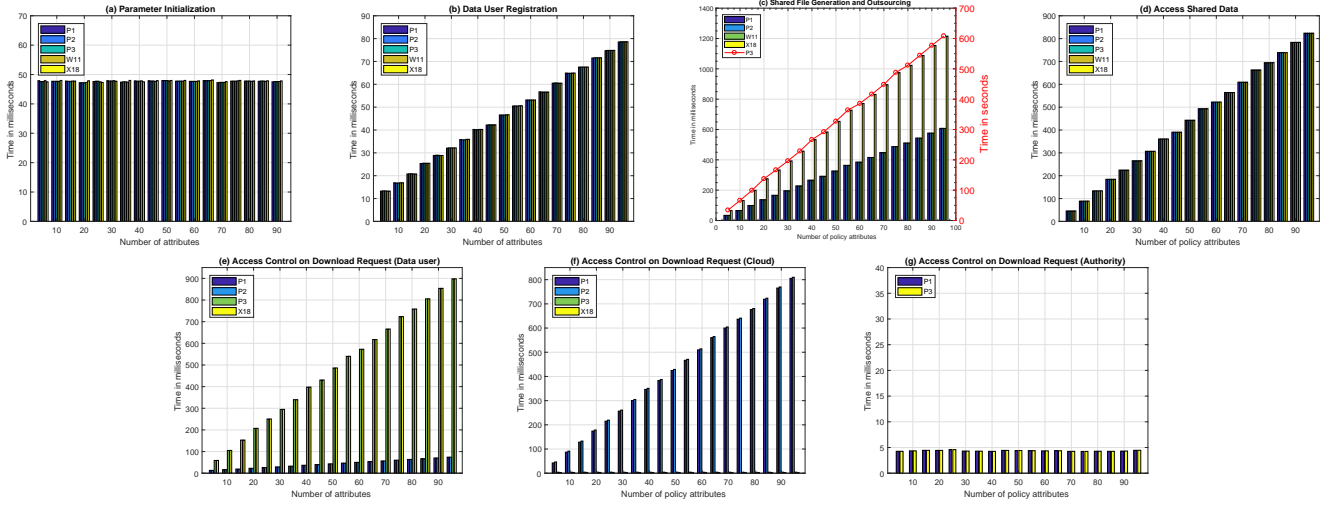 (a) Parameter Initialization
70
60
50
40
30
20
10
0
Time in milliseconds
P1
P2
P3
W11
X18
10 20 30 40 50 60 70 80 90
Number of attributes
(b) Data User Registration
90
80
70
60
50
40
30
20
10
0
Time in milliseconds
P1
P2
P3
W11
X18
10 20 30 40 50 60 70 80 90
Number of attributes
(c) Shared File Generation and Outsourcing
1400
1200
1000
800
600
400
200
0
Time in milliseconds
P1
P2
W11
X18
P3
700
600
500
400
300
200
100
0
Time in seconds
0 10 20 30 40 50 60 70 80 90 100
Number of policy attributes
(d) Access Shared Data
900
800
700
600
500
400
300
200
100
0
Time in milliseconds
P1
P2
P3
W11
X18
10 20 30 40 50 60 70 80 90
Number of policy attributes
(e) Access Control on Download Request (Data user)
900
800
700
600
500
400
300
200
100
0
Time in milliseconds
P1
P2
P3
X18
10 20 30 40 50 60 70 80 90
Number of attributes
(f) Access Control on Download Request (Cloud)
800
700
600
500
400
300
200
100
0
Time in milliseconds
P1
P2
P3
X18
10 20 30 40 50 60 70 80 90
Number of policy attributes
(g) Access Control on Download Request (Authority)
40
35
30
25
20
15
10
5
0
Time in milliseconds
P1
P3
10 20 30 40 50 60 70 80 90
Number of policy attributes